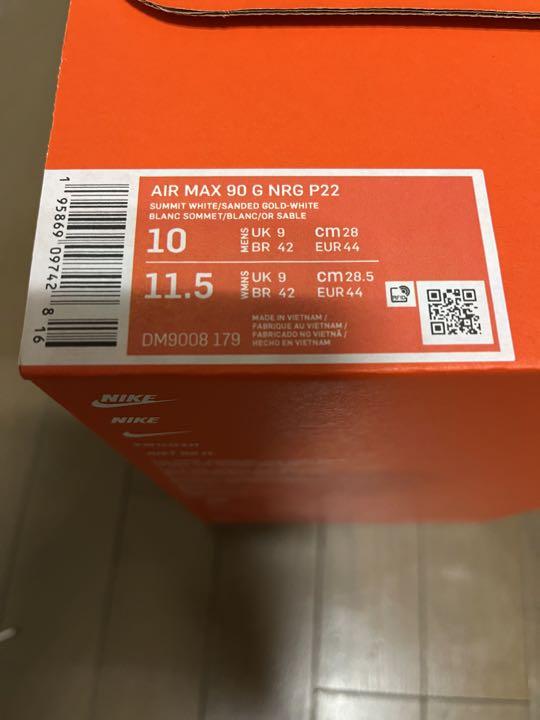 AIR MAX 90 G NRG P22
SUMMIT WHITE/SANDED GOLD-WHITE
BLANC SOMMET/BLANC/OR SABLE
10 MENS UK 9 cm 28
BR 42 EUR 44
11.5 WMNS UK 9 cm 28.5
BR 42 EUR 44
DM9008 179
MADE IN VIETNAM /
FABRIQUE AU VIETNAM /
FABRICADO NO VIETNÃ /
HECHO EN VIETNAM
RFID
1 95869 09742 8 16
NIKE
NIKE